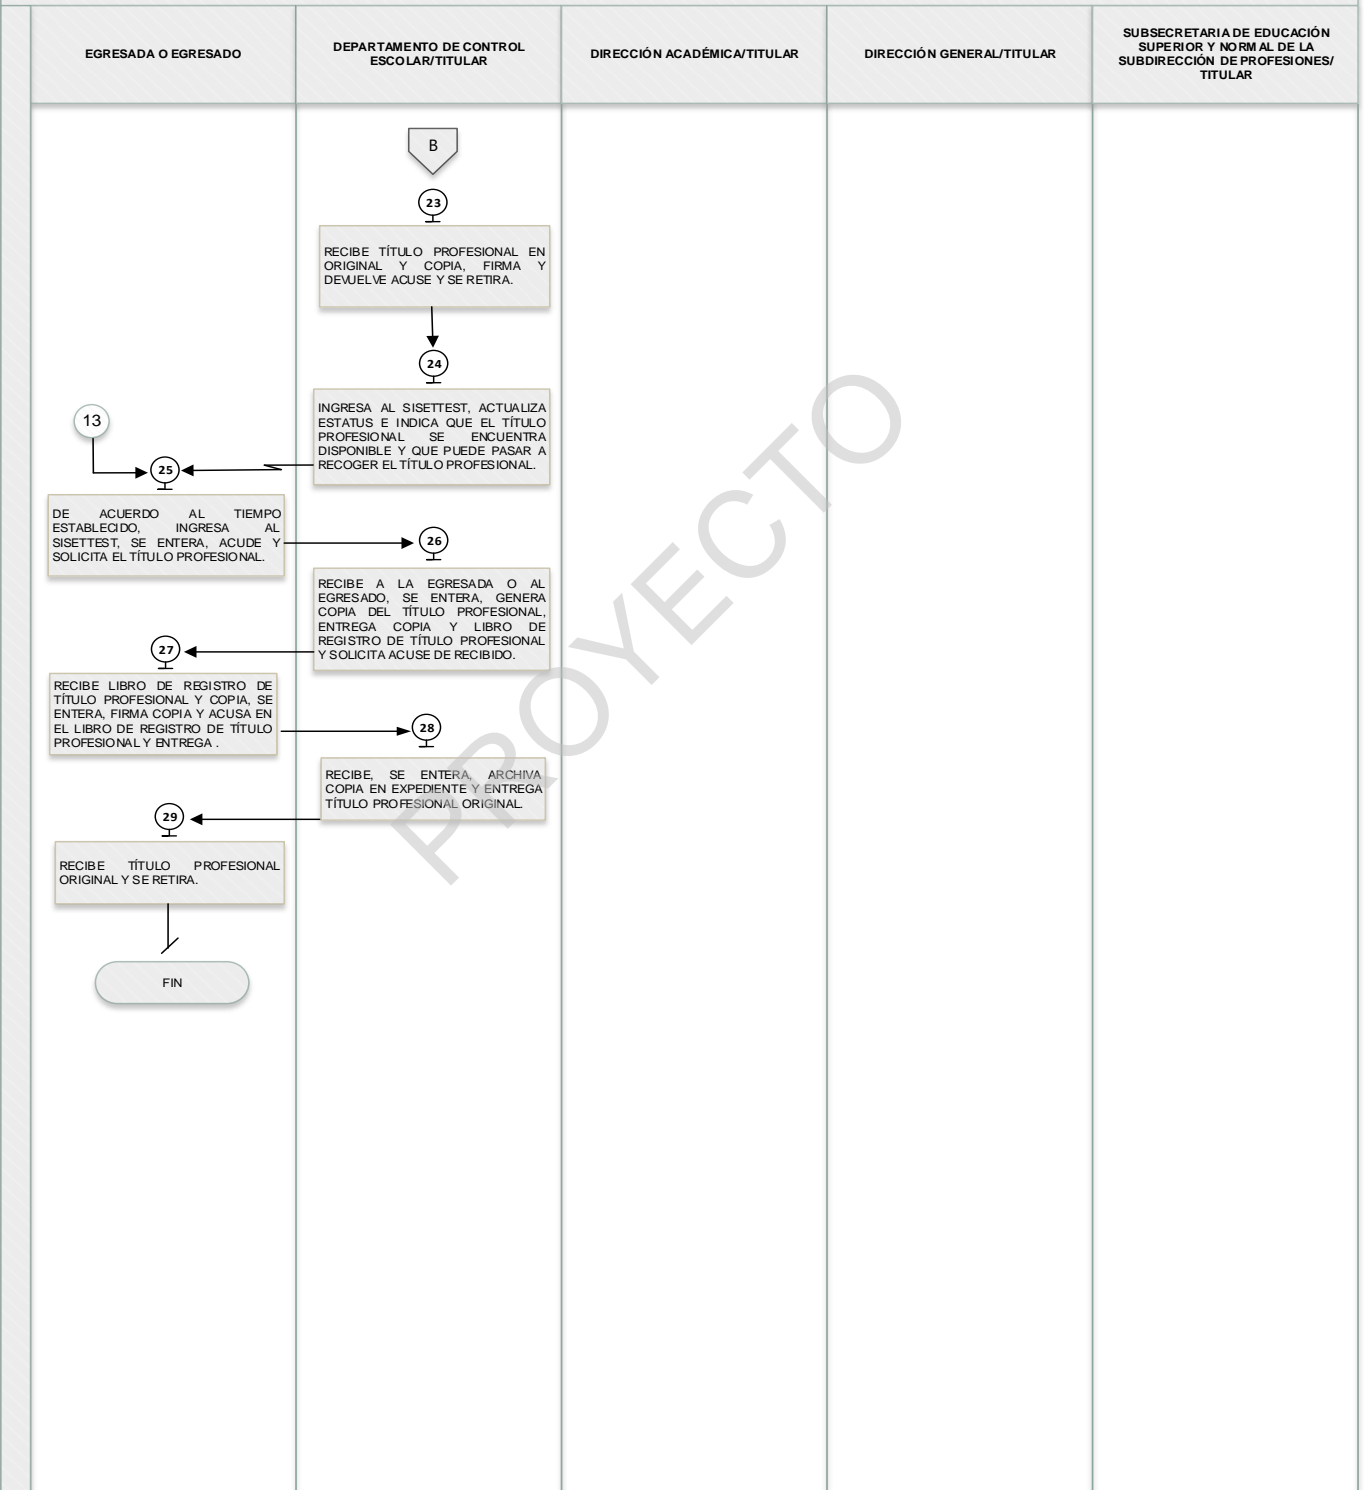 EGRESADA O EGRESADO
DEPARTAMENTO DE CONTROL
ESCOLAR/TITULAR
DIRECCIÓN ACADÉMICA/TITULAR
DIRECCIÓN GENERAL/TITULAR
SUBSECRETARIA DE EDUCACIÓN
SUPERIOR Y NORMAL DE LA
SUBDIRECCIÓN DE PROFESIONES/
TITULAR
B
23
RECIBE TÍTULO PROFESIONAL EN
ORIGINAL Y COPIA, FIRMA Y
DEVUELVE ACUSE Y SE RETIRA.
24
INGRESA AL SISETTEST, ACTUALIZA
ESTATUS E INDICA QUE EL TÍTULO
PROFESIONAL SE ENCUENTRA
DISPONIBLE Y QUE PUEDE PASAR A
RECOGER EL TÍTULO PROFESIONAL.
13
25
DE ACUERDO AL TIEMPO
ESTABLECIDO, INGRESA AL
SISETTEST, SE ENTERA, ACUDE Y
SOLICITA EL TÍTULO PROFESIONAL.
26
RECIBE A LA EGRESADA O AL
EGRESADO, SE ENTERA, GENERA
COPIA DEL TÍTULO PROFESIONAL,
ENTREGA COPIA Y LIBRO DE
REGISTRO DE TÍTULO PROFESIONAL
Y SOLICITA ACUSE DE RECIBIDO.
27
RECIBE LIBRO DE REGISTRO DE
TÍTULO PROFESIONAL Y COPIA, SE
ENTERA, FIRMA COPIA Y ACUSA EN
EL LIBRO DE REGISTRO DE TÍTULO
PROFESIONAL Y ENTREGA .
28
RECIBE, SE ENTERA, ARCHIVA
COPIA EN EXPEDIENTE Y ENTREGA
TÍTULO PROFESIONAL ORIGINAL.
29
RECIBE TÍTULO PROFESIONAL
ORIGINAL Y SE RETIRA.
FIN
PROYECTO